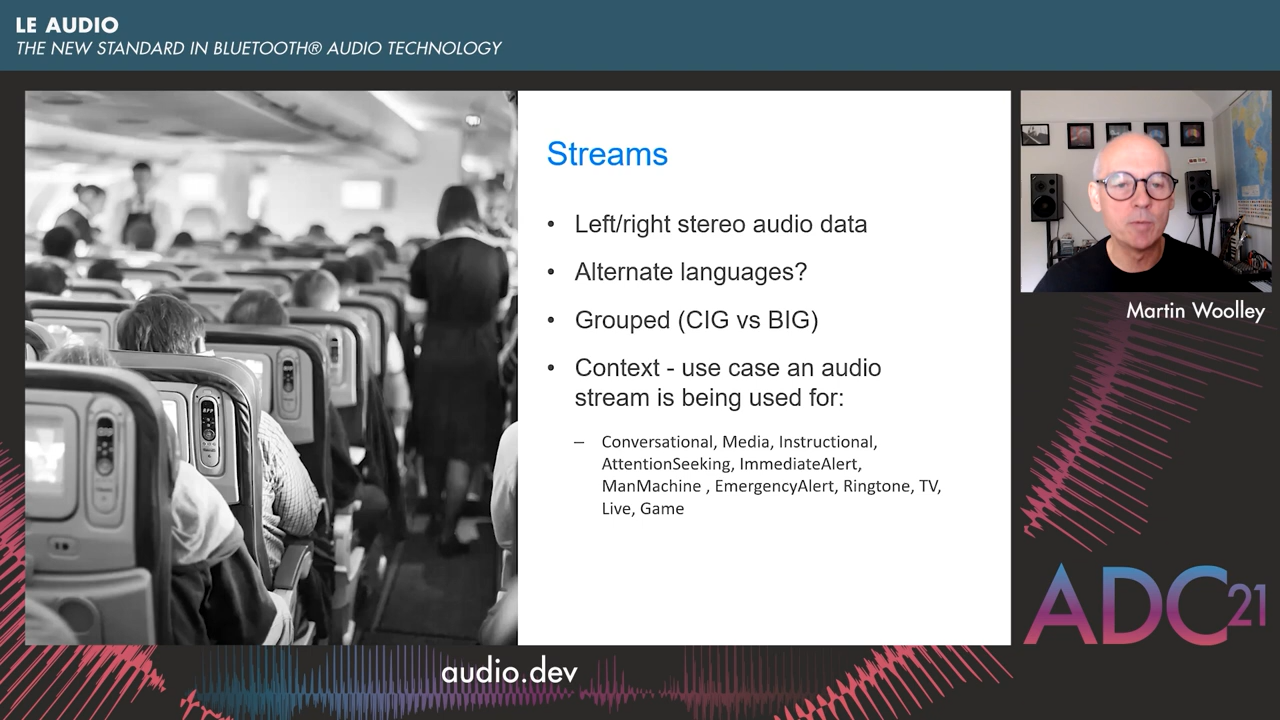 LE AUDIO
THE NEW STANDARD IN BLUETOOTH® AUDIO TECHNOLOGY
Streams
• Left/right stereo audio data
• Alternate languages?
• Grouped (CIG vs BIG)
• Context - use case an audio
stream is being used for:
– Conversational, Media, Instructional,
AttentionSeeking, ImmediateAlert,
ManMachine , EmergencyAlert, Ringtone, TV,
Live, Game
Martin Woolley
ADC21
audio.dev